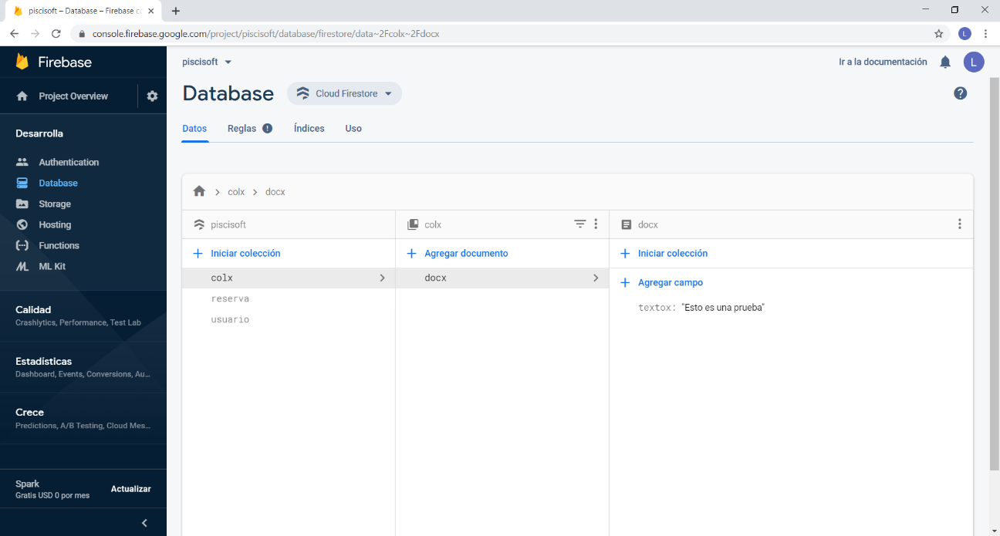 piscisoft – Database – Firebase co
console.firebase.google.com/project/piscisoft/database/firestore/data~2Fcolx~2Fdocx
L
Firebase
piscisoft
Ir a la documentación
L
Project Overview
Database
Cloud Firestore
?
Datos
Reglas
!
Índices
Uso
Desarrolla
Authentication
Database
Storage
Hosting
Functions
ML Kit
Calidad
Crashlytics, Performance, Test Lab
Estadísticas
Dashboard, Events, Conversions, Au...
Crece
Predictions, A/B Testing, Cloud Mes...
Spark
Gratis USD 0 por mes
Actualizar
colx
docx
piscisoft
Iniciar colección
colx
reserva
usuario
colx
Agregar documento
docx
docx
Iniciar colección
Agregar campo
textox: "Esto es una prueba"